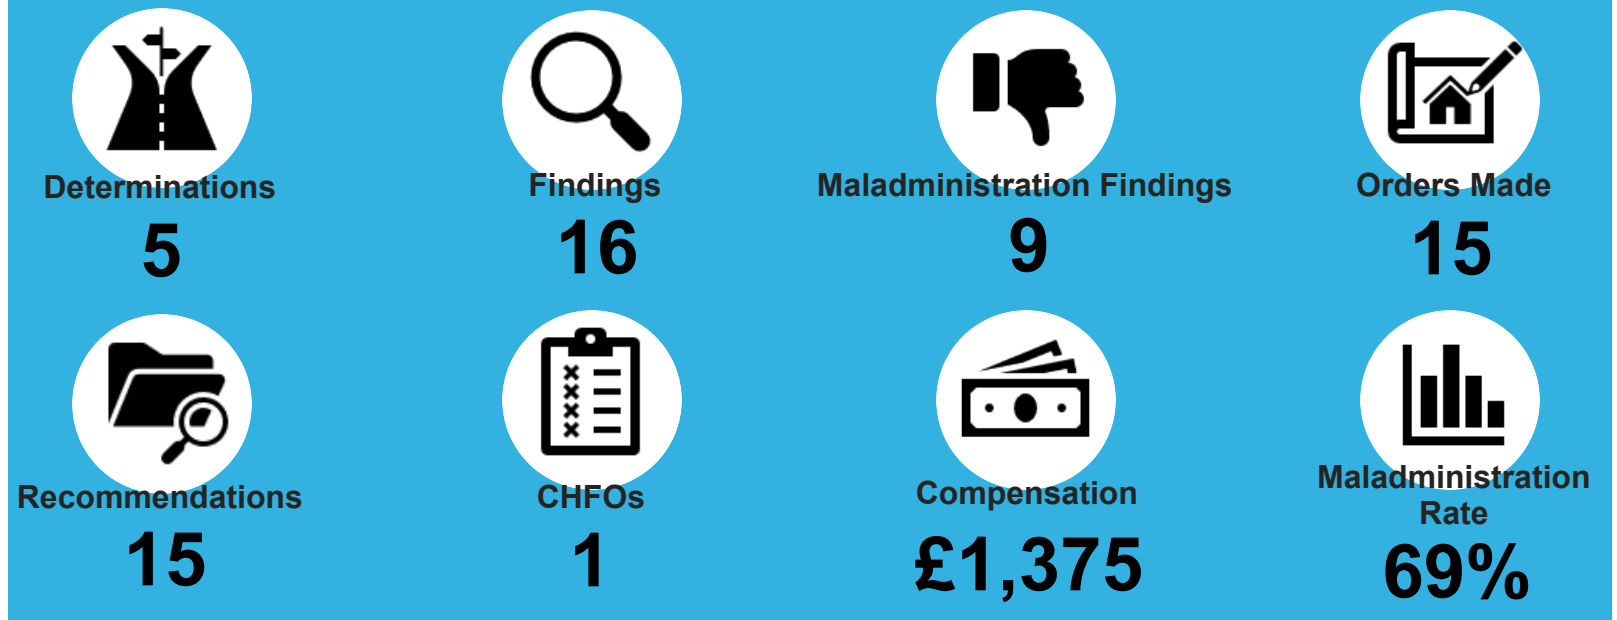 Determinations
5
Findings
16
Maladministration Findings
9
Orders Made
15
Recommendations
15
CHFOs
1
Compensation
£1,375
Maladministration
Rate
69%